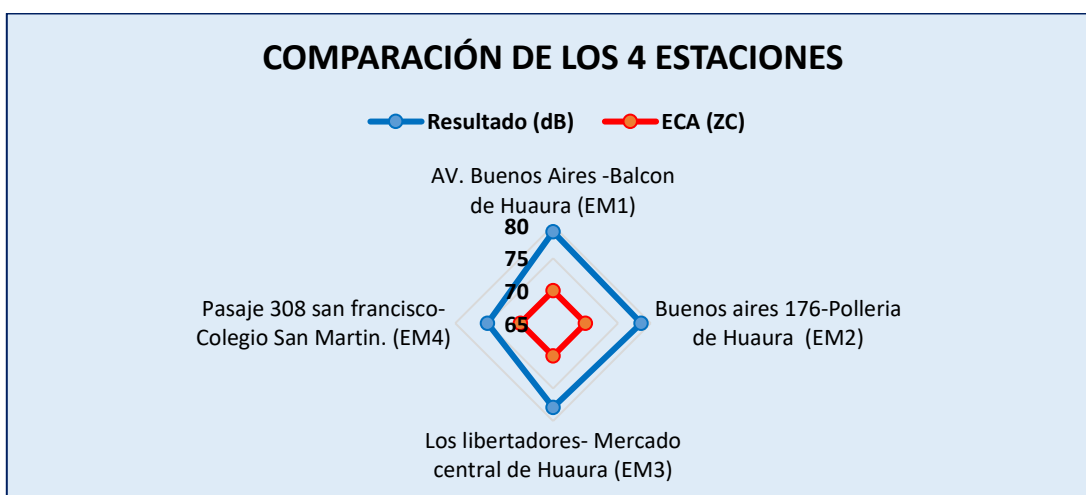 COMPARACIÓN DE LOS 4 ESTACIONES
Resultado (dB) ECA (ZC)
AV. Buenos Aires -Balcon
de Huaura (EM1)
80
75
70
65
Pasaje 308 san francisco-
Colegio San Martin. (EM4)
Buenos aires 176-Polleria
de Huaura (EM2)
Los libertadores- Mercado
central de Huaura (EM3)